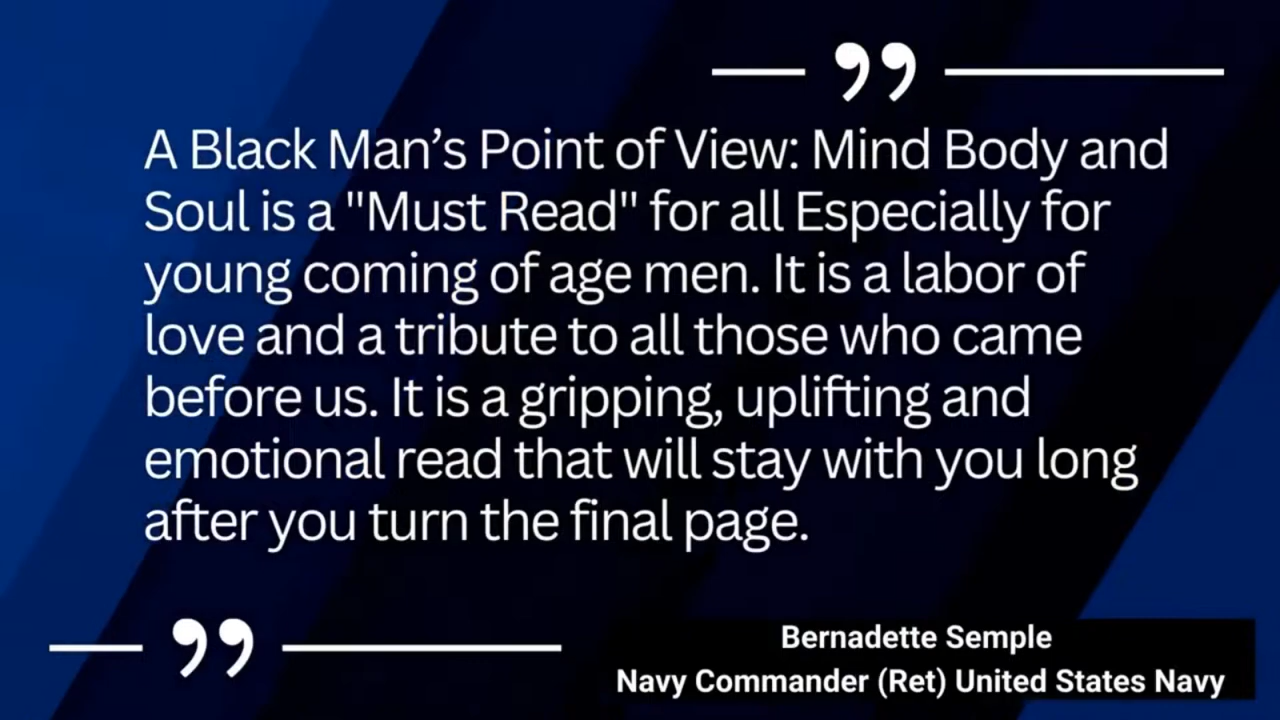 ”
A Black Man’s Point of View: Mind Body and
Soul is a "Must Read" for all Especially for
young coming of age men. It is a labor of
love and a tribute to all those who came
before us. It is a gripping, uplifting and
emotional read that will stay with you long
after you turn the final page.
”
Bernadette Semple
Navy Commander (Ret) United States Navy